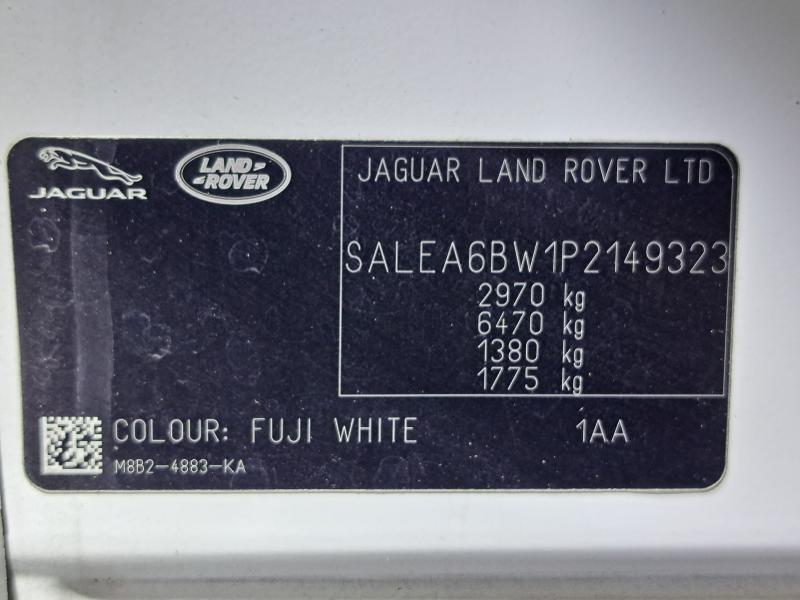 JAGUAR
LAND-
-ROVER
JAGUAR LAND ROVER LTD
SALEA6BW1P2149323
2970 kg
6470 kg
1380 kg
1775 kg
COLOUR: FUJI WHITE 1AA
M8B2-4883-KA